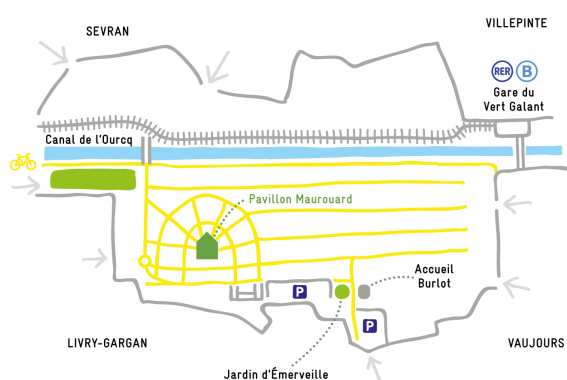 SEVRAN
VILLEPINTE
RER B
Gare du
Vert Galant
Canal de l'Ourcq
Pavillon Maurouard
Accueil
Burlot
P
P
LIVRY-GARGAN
VAUJOURS
Jardin d'Émerveille